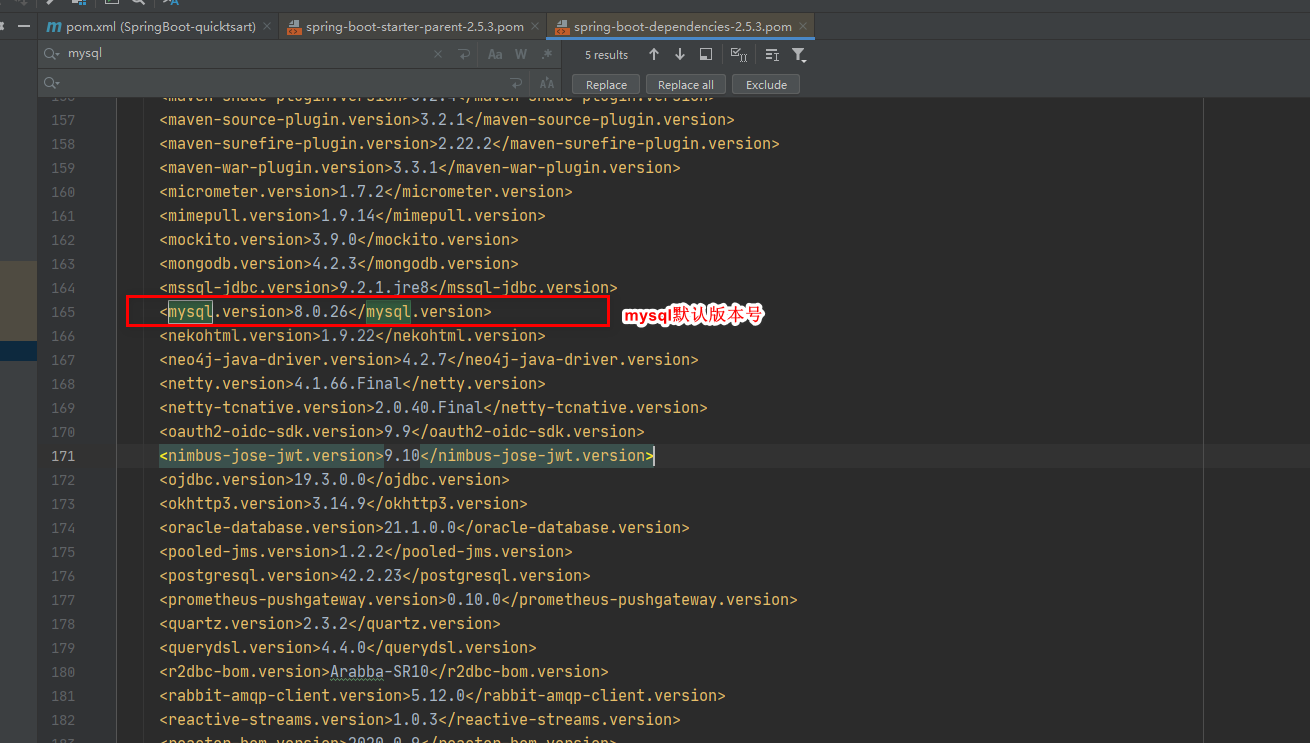 pom.xml (SpringBoot-quicktsart) spring-boot-starter-parent-2.5.3.pom spring-boot-dependencies-2.5.3.pom
mysql Aa W .* 5 results
Replace Replace all Exclude
157 <maven-source-plugin.version>3.2.1</maven-source-plugin.version>
158 <maven-surefire-plugin.version>2.22.2</maven-surefire-plugin.version>
159 <maven-war-plugin.version>3.3.1</maven-war-plugin.version>
160 <micrometer.version>1.7.2</micrometer.version>
161 <mimepull.version>1.9.14</mimepull.version>
162 <mockito.version>3.9.0</mockito.version>
163 <mongodb.version>4.2.3</mongodb.version>
164 <mssql-jdbc.version>9.2.1.jre8</mssql-jdbc.version>
165 <mysql.version>8.0.26</mysql.version> mysql默认版本号
166 <nekohtml.version>1.9.22</nekohtml.version>
167 <neo4j-java-driver.version>4.2.7</neo4j-java-driver.version>
168 <netty.version>4.1.66.Final</netty.version>
169 <netty-tcnative.version>2.0.40.Final</netty-tcnative.version>
170 <oauth2-oidc-sdk.version>9.9</oauth2-oidc-sdk.version>
171 <nimbus-jose-jwt.version>9.10</nimbus-jose-jwt.version>
172 <ojdbc.version>19.3.0.0</ojdbc.version>
173 <okhttp3.version>3.14.9</okhttp3.version>
174 <oracle-database.version>21.1.0.0</oracle-database.version>
175 <pooled-jms.version>1.2.2</pooled-jms.version>
176 <postgresql.version>42.2.23</postgresql.version>
177 <prometheus-pushgateway.version>0.10.0</prometheus-pushgateway.version>
178 <quartz.version>2.3.2</quartz.version>
179 <querydsl.version>4.4.0</querydsl.version>
180 <r2dbc-bom.version>Arabba-SR10</r2dbc-bom.version>
181 <rabbit-amqp-client.version>5.12.0</rabbit-amqp-client.version>
182 <reactive-streams.version>1.0.3</reactive-streams.version>